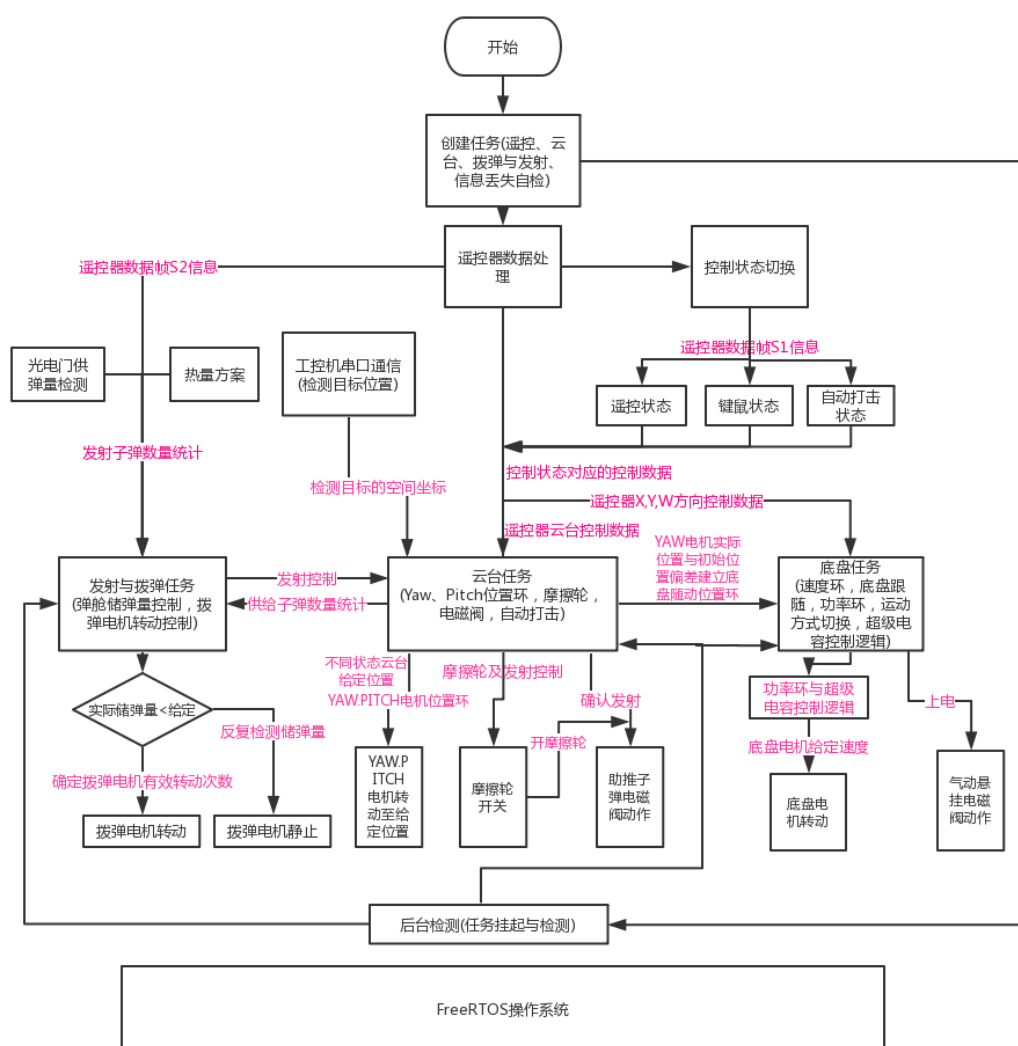 开始
创建任务(遥控、云
台、拨弹与发射、
信息丢失自检)
遥控器数据帧S2信息
遥控器数据处
理
控制状态切换
光电门供
弹量检测
热量方案
工控机串口通信
(检测目标位置)
遥控器数据帧S1信息
遥控状态
键鼠状态
自动打击
状态
发射子弹数量统计
检测目标的空间坐标
控制状态对应的控制数据
遥控器X,Y,W方向控制数据
遥控器云台控制数据
YAW电机实际
位置与初始位
置偏差建立底
盘随动位置环
发射与拨弹任务
(弹舱储弹量控制，拨
弹电机转动控制)
发射控制
供给子弹数量统计
云台任务
(Yaw、Pitch位置环，摩擦轮，
电磁阀，自动打击)
底盘任务
(速度环，底盘跟
随，功率环，运动
方式切换，超级电
容控制逻辑)
不同状态云台
给定位置
YAW.PITCH电机位置环
摩擦轮及发射控制
确认发射
功率环与超级
电容控制逻辑
上电
实际储弹量<给定
反复检测储弹量
开摩擦轮
底盘电机给定速度
确定拨弹电机有效转动次数
YAW.P
ITCH
电机转
动至给
定位置
摩擦轮
开关
助推子
弹电磁
阀动作
底盘电
机转动
气动悬
挂电磁
阀动作
拨弹电机转动
拨弹电机静止
后台检测(任务挂起与检测)
FreeRTOS操作系统